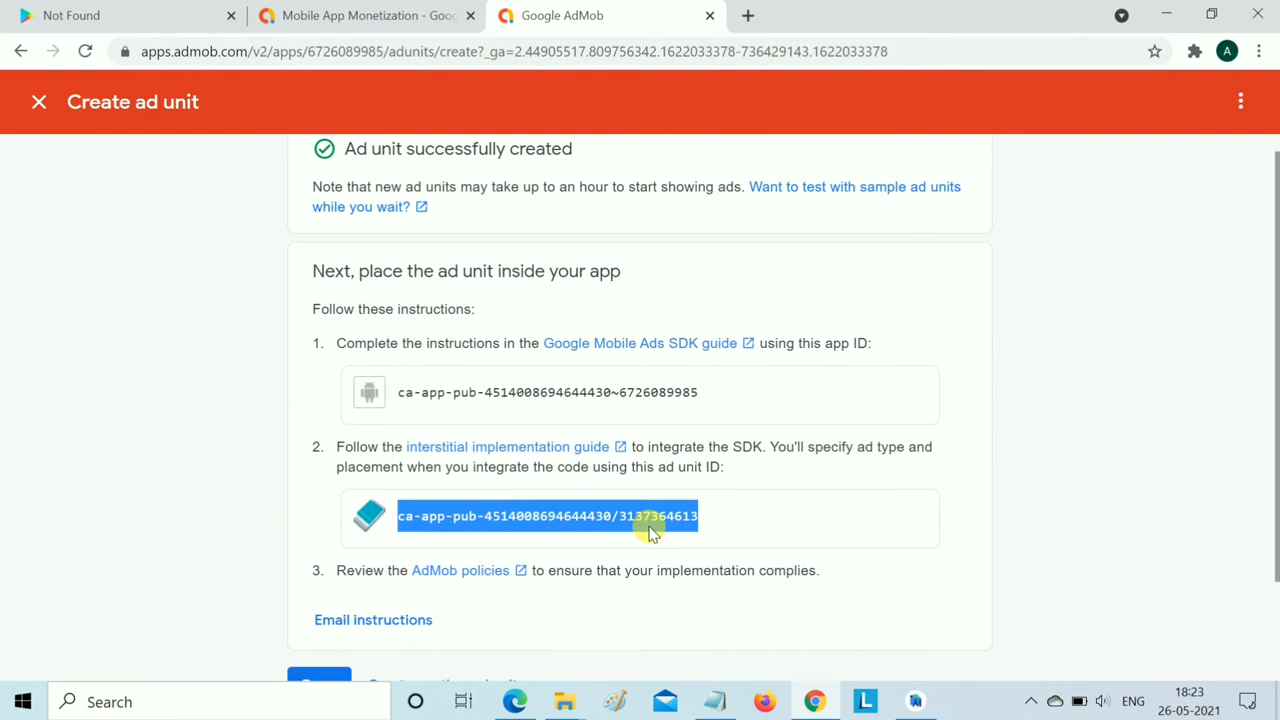 Not Found
Mobile App Monetization - Goog
Google AdMob
apps.admob.com/v2/apps/6726089985/adunits/create?_ga=2.44905517.809756342.1622033378-736429143.1622033378
A
Create ad unit
Ad unit successfully created
Note that new ad units may take up to an hour to start showing ads. Want to test with sample ad units
while you wait?
Next, place the ad unit inside your app
Follow these instructions:
1. Complete the instructions in the Google Mobile Ads SDK guide using this app ID:
ca-app-pub-4514008694644430~6726089985
2. Follow the interstitial implementation guide to integrate the SDK. You'll specify ad type and
placement when you integrate the code using this ad unit ID:
ca-app-pub-4514008694644430/3137364613
3. Review the AdMob policies to ensure that your implementation complies.
Email instructions
Search
L
ENG
18:23
26-05-2021